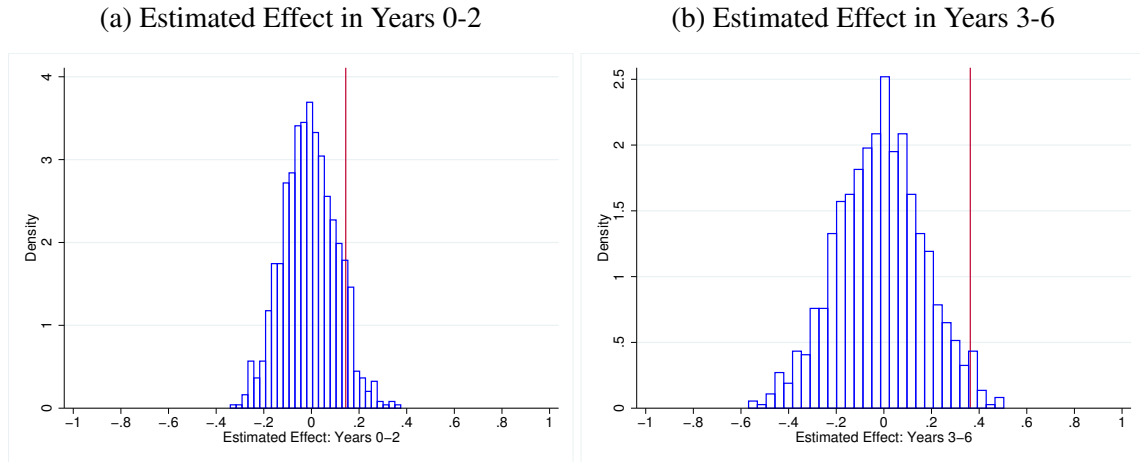 (a) Estimated Effect in Years 0-2
4
3
2
1
0
Density
−1 −.8 −.6 −.4 −.2 0 .2 .4 .6 .8 1
Estimated Effect: Years 0−2
(b) Estimated Effect in Years 3-6
2.5
2
1.5
1
.5
0
Density
−1 −.8 −.6 −.4 −.2 0 .2 .4 .6 .8 1
Estimated Effect: Years 3−6